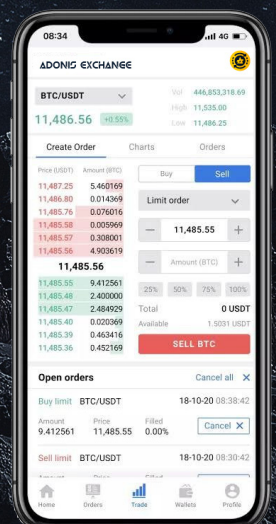 08:34
4G
ADONIS EXCHANGEE
BTC/USDT
Vol 446,853,318.69
High 11,535.00
11,486.56 +0.55%
Low 11,486.25
Create Order Charts Orders
Price (USDT) Amount (BTC)
Buy Sell
11,487.25 5.460169
11,486.80 0.014369
Limit order
11,485.76 0.076016
11,485.58 0.005969
— 11,485.55 +
11,485.57 0.308001
11,485.56 4.903619
— Amount (BTC) +
11,485.56
25% 50% 75% 100%
11,485.55 9.412561
11,485.48 2.400000
Total 0 USDT
11,485.47 2.484929
Available 1.5031 USDT
11,485.40 0.020369
11,485.39 0.463416
SELL BTC
11,485.36 0.452169
Open orders Cancel all X
Buy limit BTC/USDT 18-10-20 08:38:42
Amount Price Filled
9.412561 11,485.55 0.00%
Cancel X
Sell limit BTC/USDT 18-10-20 08:30:42
Home Orders Trade Wallets Profile